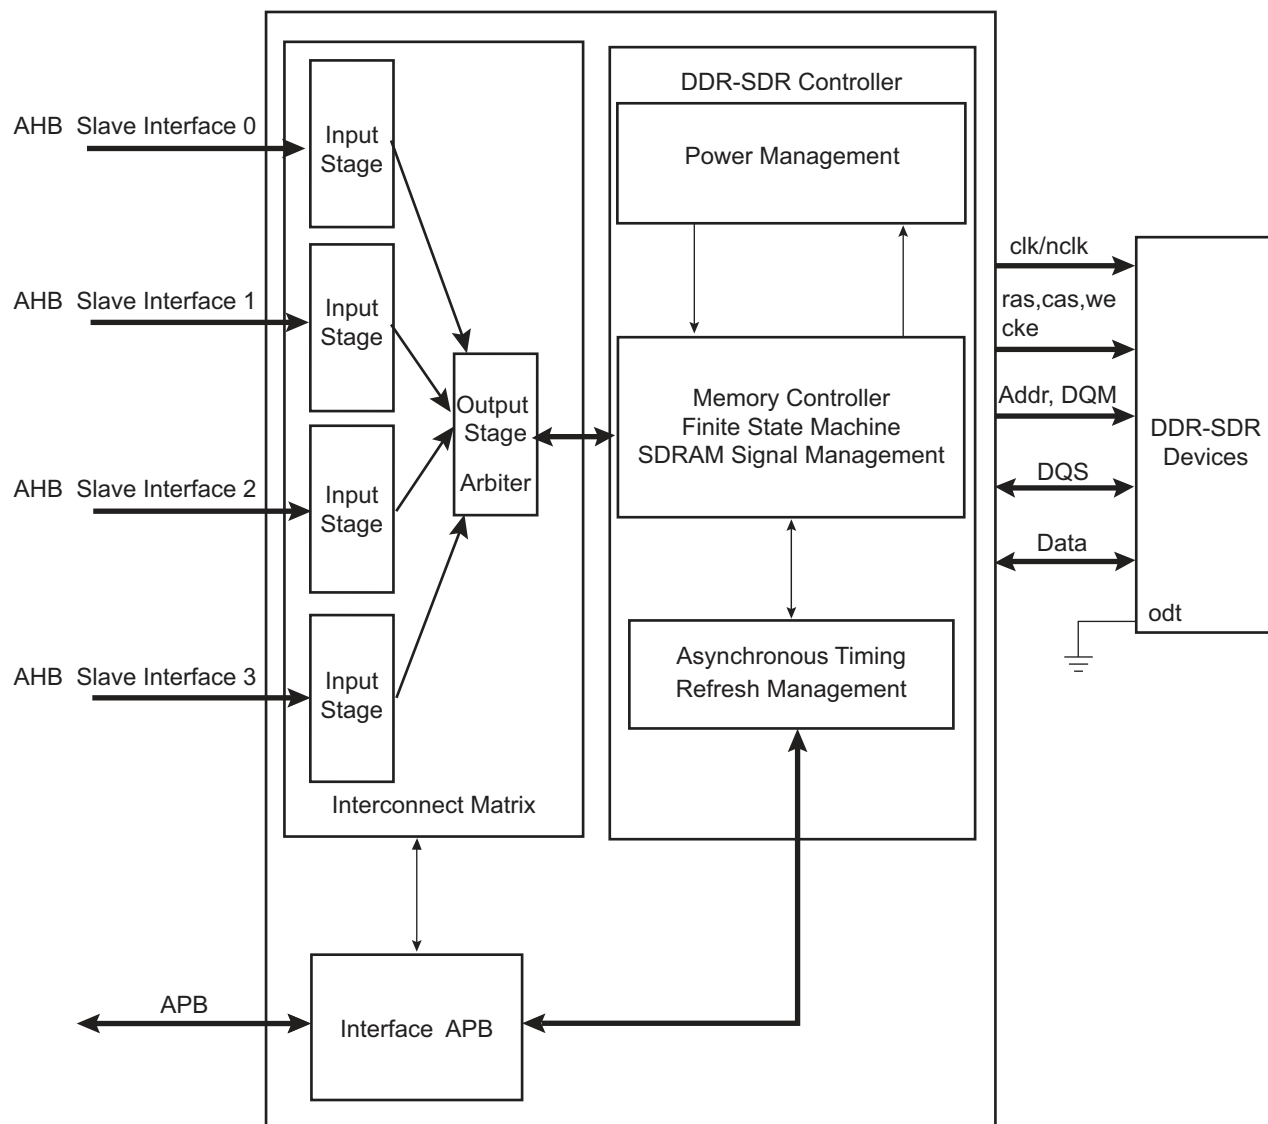 AHB Slave Interface 0
AHB Slave Interface 1
AHB Slave Interface 2
AHB Slave Interface 3
Input
Stage
Input
Stage
Input
Stage
Input
Stage
Output
Stage
Arbiter
Interconnect Matrix
DDR-SDR Controller
Power Management
Memory Controller
Finite State Machine
SDRAM Signal Management
Asynchronous Timing
Refresh Management
clk/nclk
ras,cas,we
cke
Addr, DQM
DQS
Data
DDR-SDR
Devices
odt
APB
Interface APB